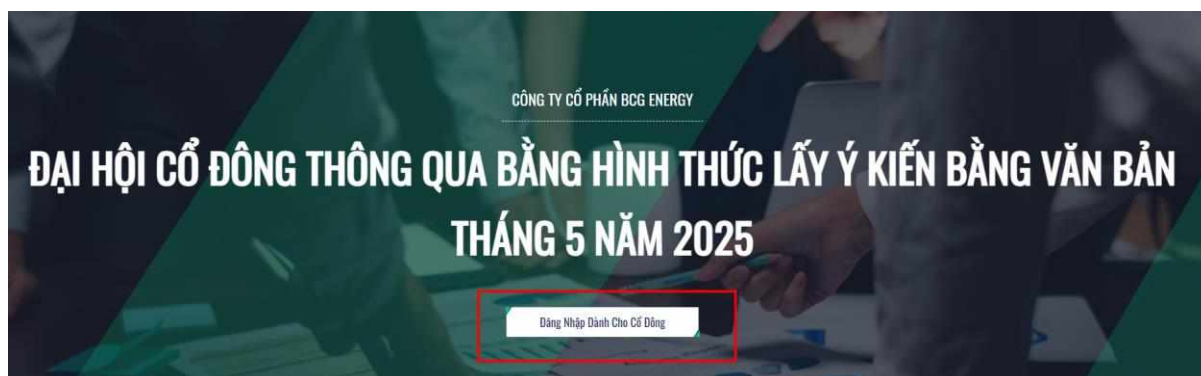 CÔNG TY CỔ PHẦN BCG ENERGY
ĐẠI HỘI CỔ ĐÔNG THÔNG QUA BẰNG HÌNH THỨC LẤY Ý KIẾN BẰNG VĂN BẢN
THÁNG 5 NĂM 2025
Đăng Nhập Dành Cho Cổ Đông